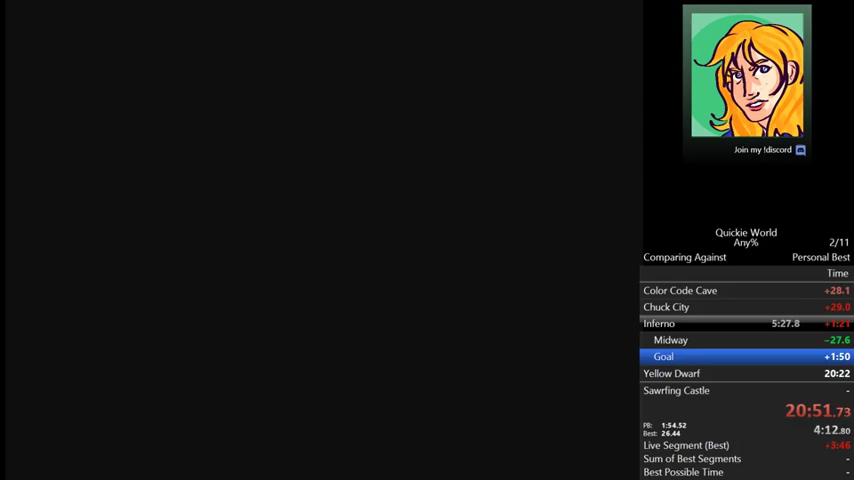 Join my !discord
Quickie World
Any% 2/11
Comparing Against Personal Best
Time
Color Code Cave +28.1
Chuck City +29.0
Inferno 5:27.8 +1:21
Midway −27.6
Goal +1:50
Yellow Dwarf 20:22
Sawrfing Castle -
20:51.73
PB: 1:54.52
Best: 26.44 4:12.80
Live Segment (Best) +3:46
Sum of Best Segments -
Best Possible Time -